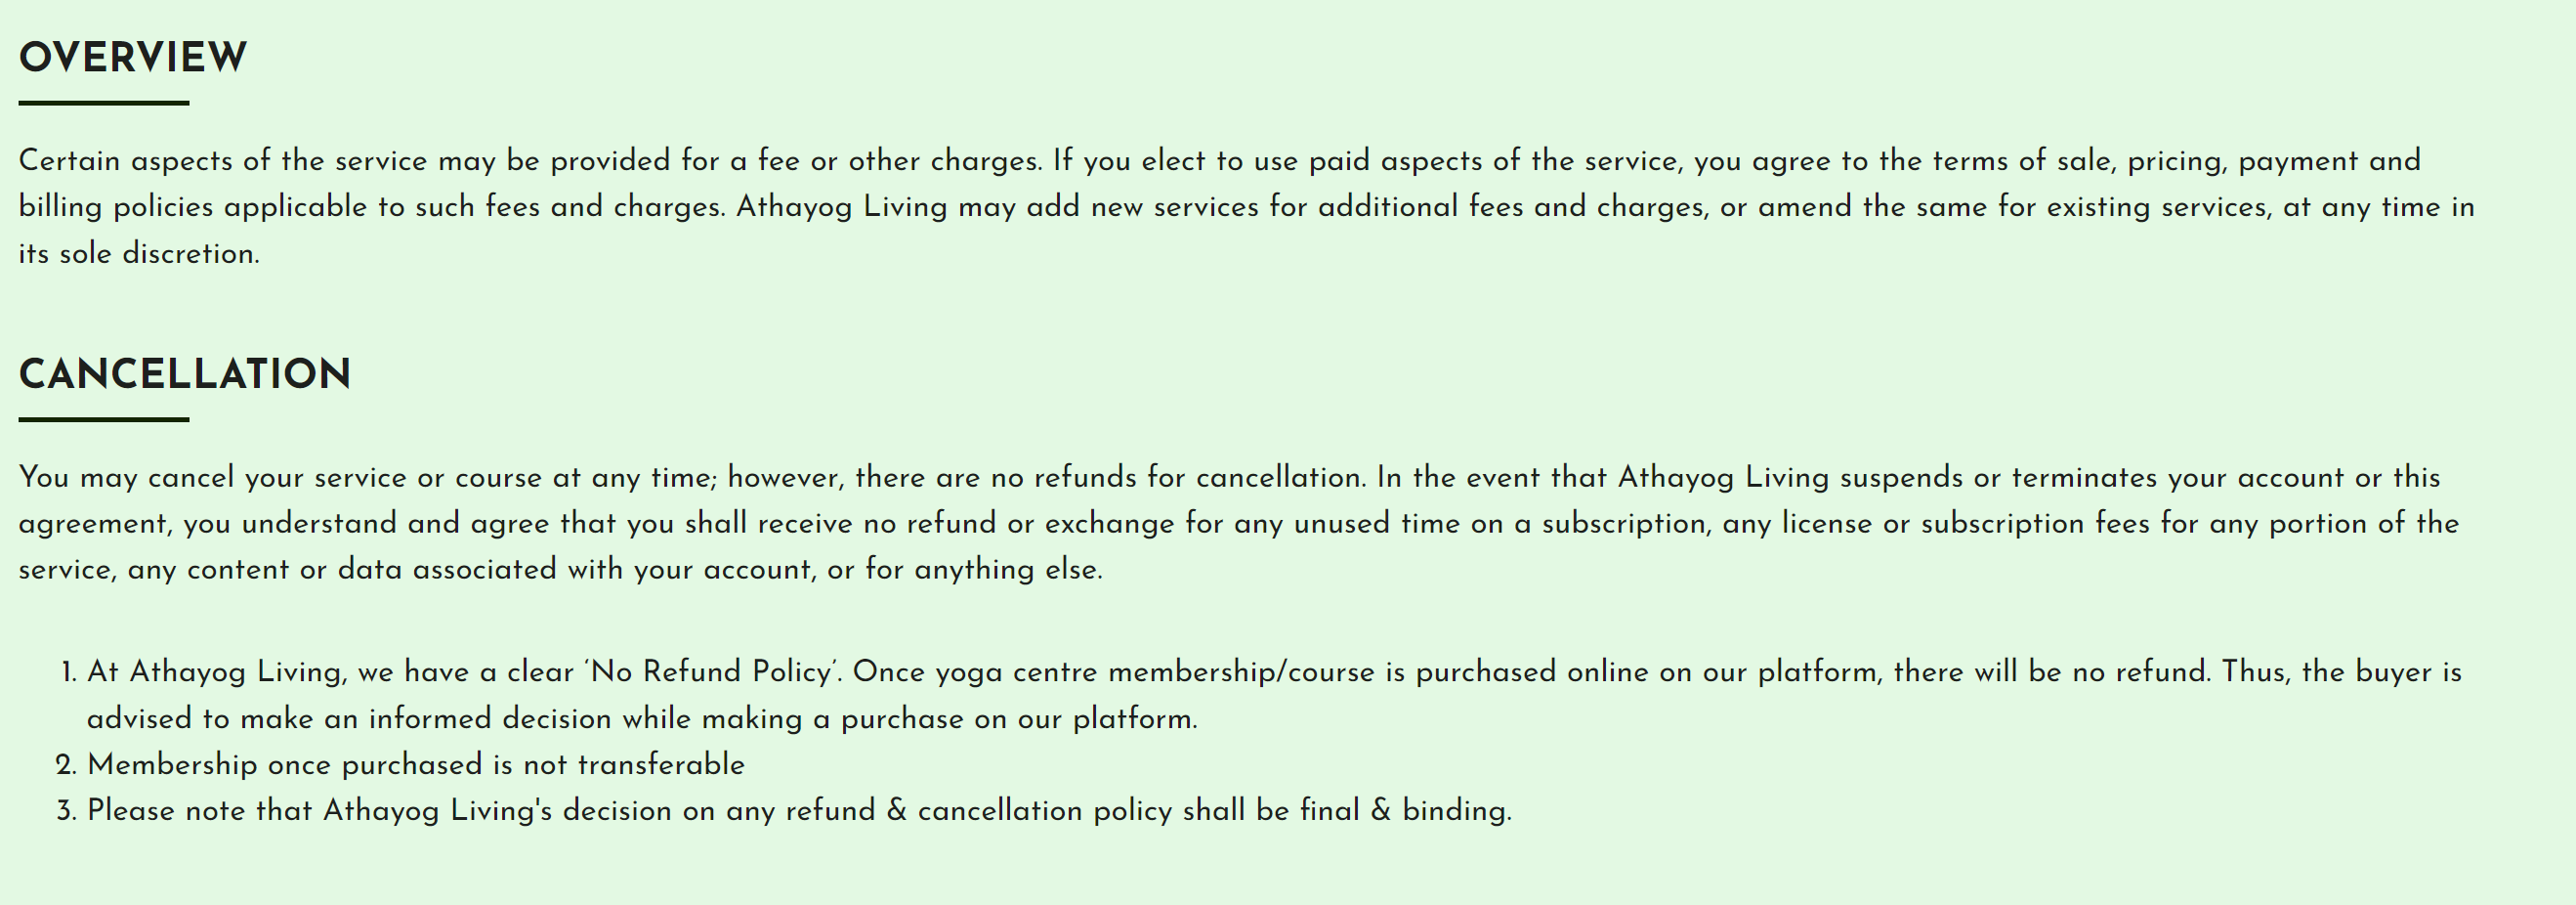 OVERVIEW
Certain aspects of the service may be provided for a fee or other charges. If you elect to use paid aspects of the service, you agree to the terms of sale, pricing, payment and
billing policies applicable to such fees and charges. Athayog Living may add new services for additional fees and charges, or amend the same for existing services, at any time in
its sole discretion.
CANCELLATION
You may cancel your service or course at any time; however, there are no refunds for cancellation. In the event that Athayog Living suspends or terminates your account or this
agreement, you understand and agree that you shall receive no refund or exchange for any unused time on a subscription, any license or subscription fees for any portion of the
service, any content or data associated with your account, or for anything else.
1. At Athayog Living, we have a clear ‘No Refund Policy’. Once yoga centre membership/course is purchased online on our platform, there will be no refund. Thus, the buyer is
advised to make an informed decision while making a purchase on our platform.
2. Membership once purchased is not transferable
3. Please note that Athayog Living's decision on any refund & cancellation policy shall be final & binding.